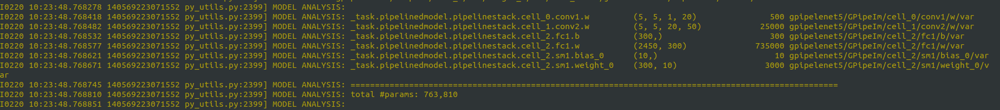 I0220 10:23:48.768278 140569223071552 py_utils.py:2399] MODEL ANALYSIS:
I0220 10:23:48.768418 140569223071552 py_utils.py:2399] MODEL ANALYSIS: _task.pipelinedmodel.pipelinestack.cell_0.conv1.w (5, 5, 1, 20) 500 gpipelenet5/GPipeIm/cell_0/conv1/w/var
I0220 10:23:48.768482 140569223071552 py_utils.py:2399] MODEL ANALYSIS: _task.pipelinedmodel.pipelinestack.cell_1.conv2.w (5, 5, 20, 50) 25000 gpipelenet5/GPipeIm/cell_1/conv2/w/var
I0220 10:23:48.768532 140569223071552 py_utils.py:2399] MODEL ANALYSIS: _task.pipelinedmodel.pipelinestack.cell_2.fc1.b (300,) 300 gpipelenet5/GPipeIm/cell_2/fc1/b/var
I0220 10:23:48.768577 140569223071552 py_utils.py:2399] MODEL ANALYSIS: _task.pipelinedmodel.pipelinestack.cell_2.fc1.w (2450, 300) 735000 gpipelenet5/GPipeIm/cell_2/fc1/w/var
I0220 10:23:48.768621 140569223071552 py_utils.py:2399] MODEL ANALYSIS: _task.pipelinedmodel.pipelinestack.cell_2.sm1.bias_0 (10,) 10 gpipelenet5/GPipeIm/cell_2/sm1/bias_0/var
I0220 10:23:48.768671 140569223071552 py_utils.py:2399] MODEL ANALYSIS: _task.pipelinedmodel.pipelinestack.cell_2.sm1.weight_0 (300, 10) 3000 gpipelenet5/GPipeIm/cell_2/sm1/weight_0/v
ar
I0220 10:23:48.768745 140569223071552 py_utils.py:2399] MODEL ANALYSIS: ====================================================================================================
I0220 10:23:48.768810 140569223071552 py_utils.py:2399] MODEL ANALYSIS: total #params: 763,810
I0220 10:23:48.768851 140569223071552 py_utils.py:2399] MODEL ANALYSIS: